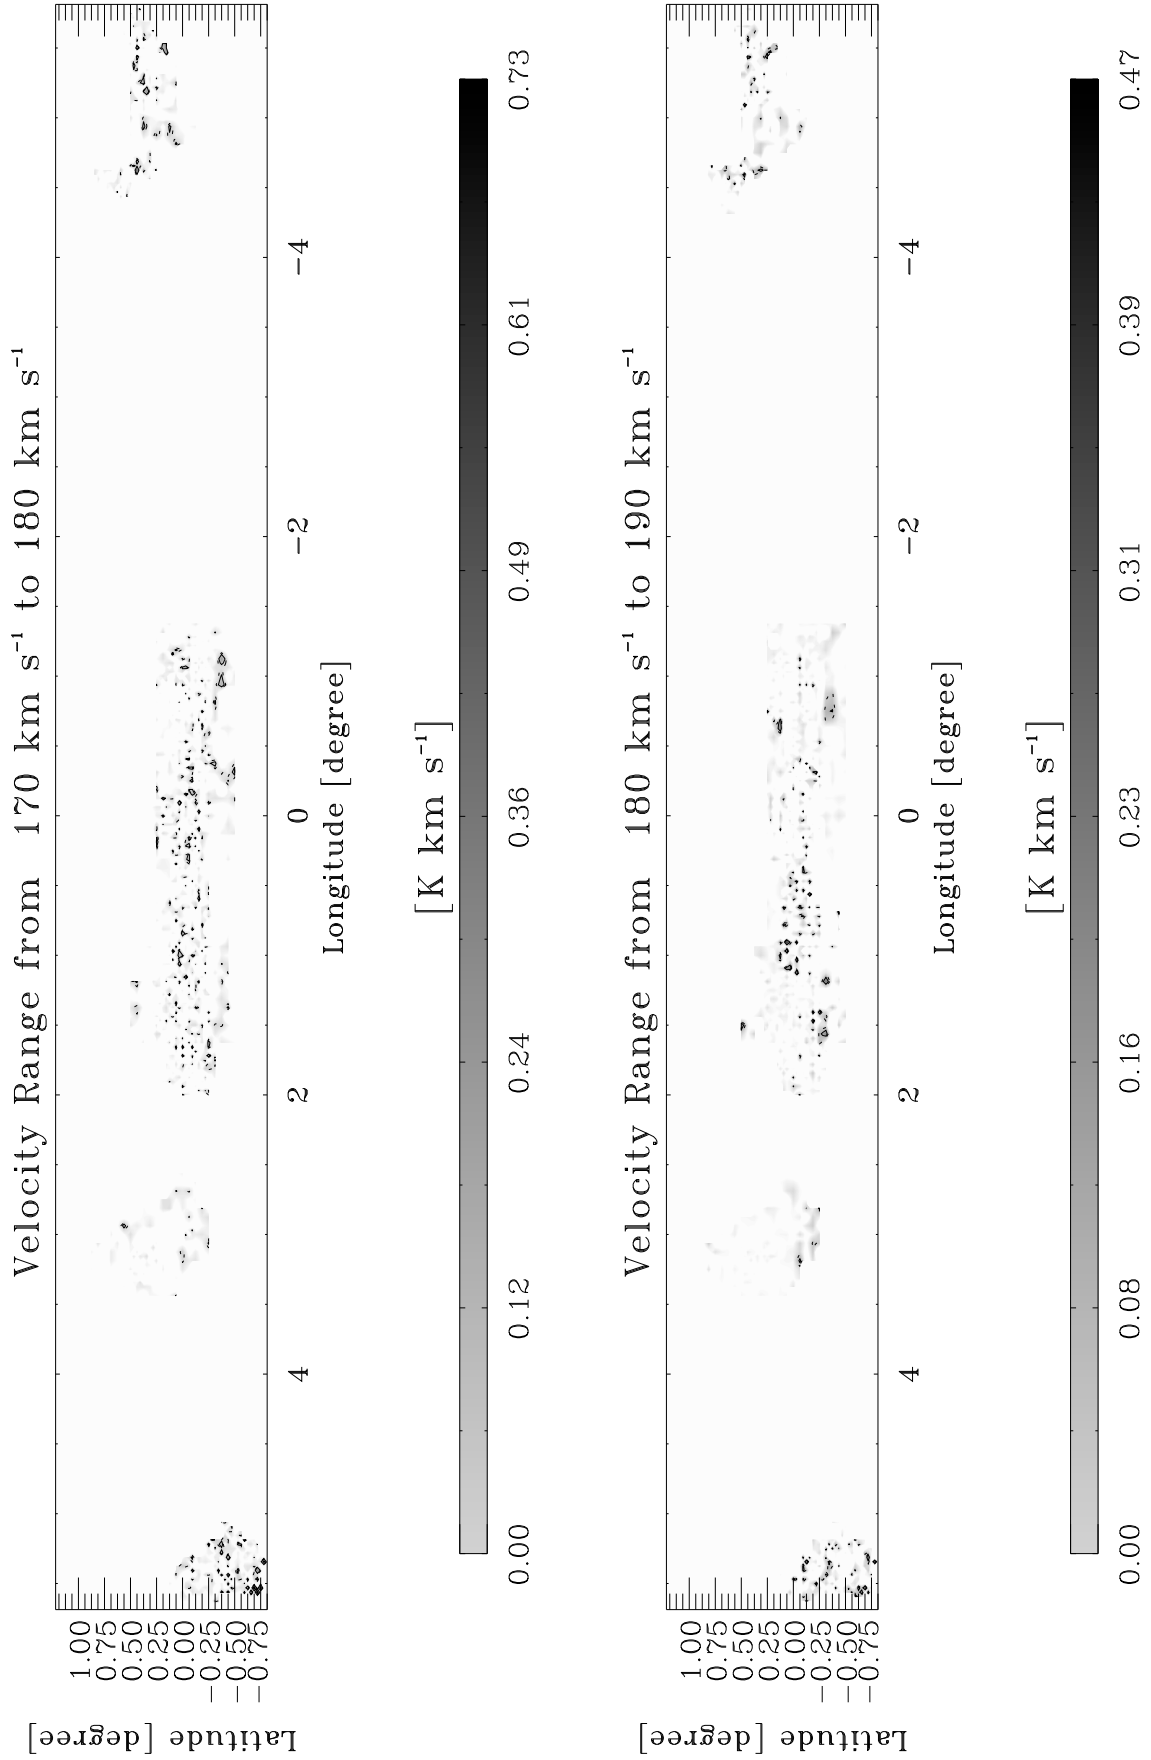 Velocity Range from 170 km s⁻¹ to 180 km s⁻¹
Latitude [degree]
1.00
0.75
0.50
0.25
0.00
−0.25
−0.50
−0.75
4 2 0 −2 −4
Longitude [degree]
[K km s⁻¹]
0.00 0.12 0.24 0.36 0.49 0.61 0.73
Velocity Range from 180 km s⁻¹ to 190 km s⁻¹
Latitude [degree]
1.00
0.75
0.50
0.25
0.00
−0.25
−0.50
−0.75
4 2 0 −2 −4
Longitude [degree]
[K km s⁻¹]
0.00 0.08 0.16 0.23 0.31 0.39 0.47